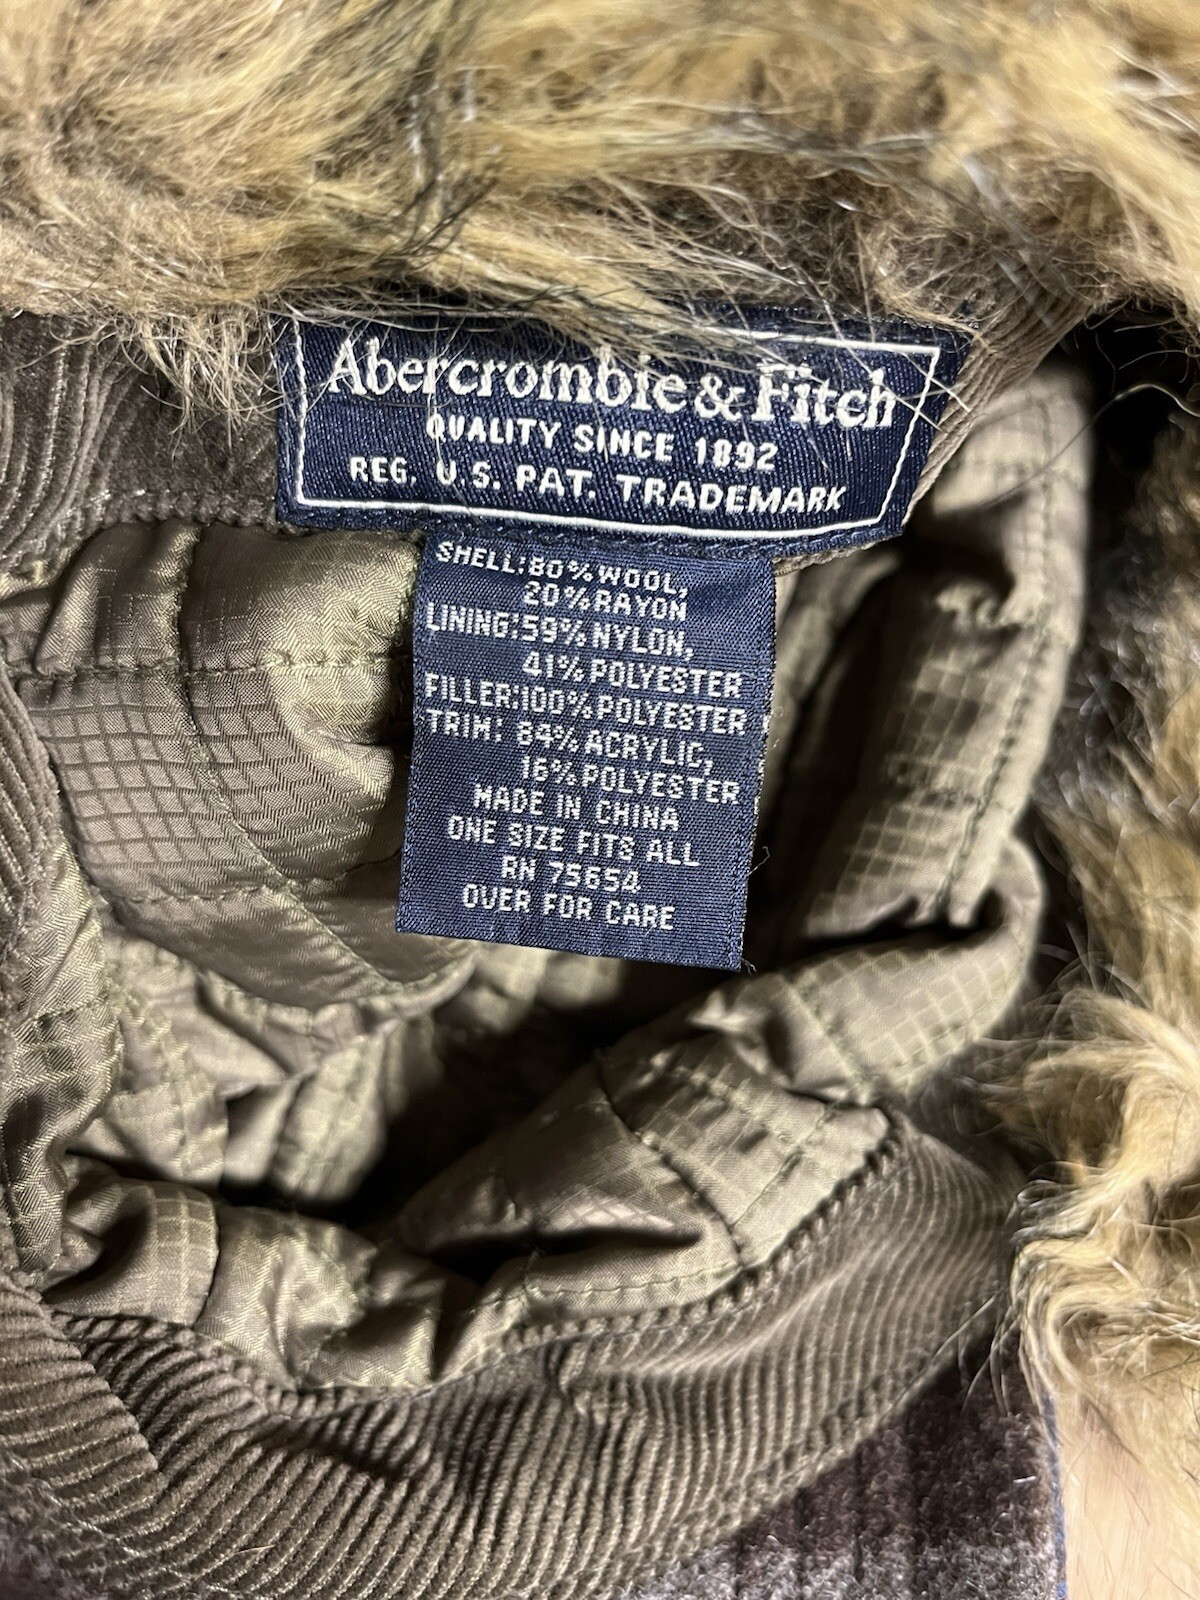 Abercrombie & Fitch
QUALITY SINCE 1892
REG. U.S. PAT. TRADEMARK
SHELL:80% WOOL,
20% RAYON
LINING:59% NYLON,
41% POLYESTER
FILLER:100% POLYESTER
TRIM: 84% ACRYLIC,
16% POLYESTER
MADE IN CHINA
ONE SIZE FITS ALL
RN 75654
OVER FOR CARE